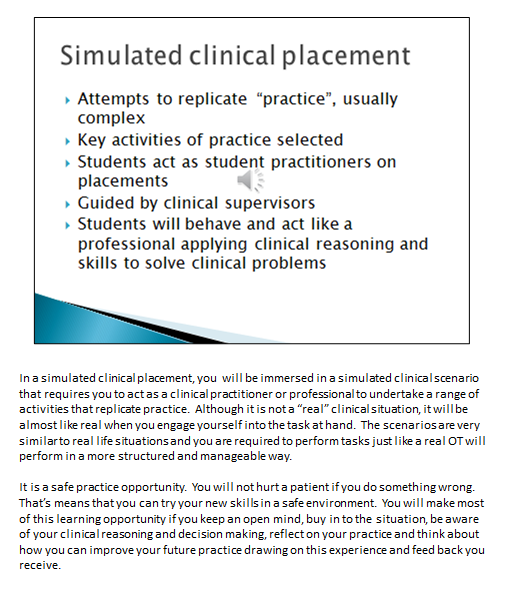 Simulated clinical placement
Attempts to replicate “practice”, usually
complex
Key activities of practice selected
Students act as student practitioners on
placements
Guided by clinical supervisors
Students will behave and act like a
professional applying clinical reasoning and
skills to solve clinical problems
In a simulated clinical placement, you will be immersed in a simulated clinical scenario
that requires you to act as a clinical practitioner or professional to undertake a range of
activities that replicate practice. Although it is not a “real” clinical situation, it will be
almost like real when you engage yourself into the task at hand. The scenarios are very
similar to real life situations and you are required to perform tasks just like a real OT will
perform in a more structured and manageable way.
It is a safe practice opportunity. You will not hurt a patient if you do something wrong.
That’s means that you can try your new skills in a safe environment. You will make most
of this learning opportunity if you keep an open mind, buy in to the situation, be aware
of your clinical reasoning and decision making, reflect on your practice and think about
how you can improve your future practice drawing on this experience and feed back you
receive.